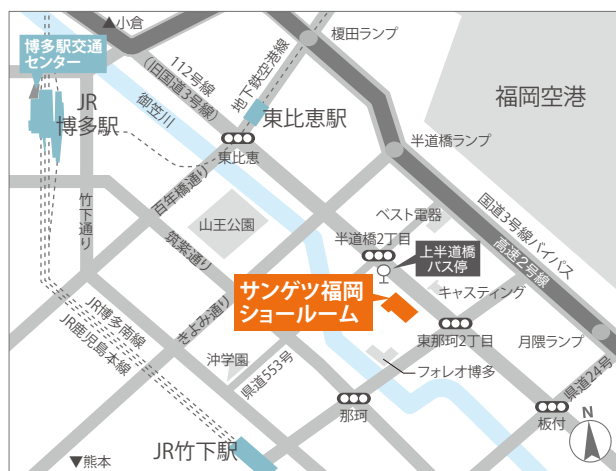 ▲小倉
榎田ランプ
博多駅交通
センター
112号線
(旧国道3号線)
地下鉄空港線
福岡空港
JR
博多駅
御笠川
東比恵駅
東比恵
半道橋ランプ
百年橋通り
竹下通り
山王公園
筑紫通り
ベスト電器
国道3号線バイパス
高速2号線
半道橋2丁目
上半道橋
バス停
サンゲツ福岡
ショールーム
キャスティング
JR博多南線
JR鹿児島本線
きよみ通り
東那珂2丁目
月隈ランプ
沖学園
県道553号
フォレオ博多
県道24号
那珂
板付
N
JR竹下駅
▼熊本